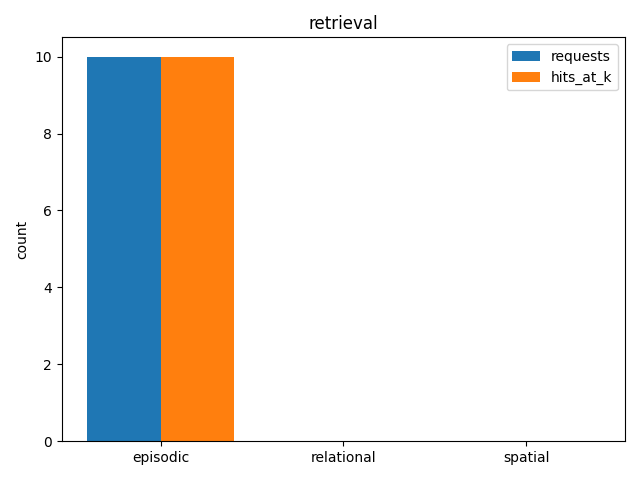 retrieval
requests
hits_at_k
count
10
8
6
4
2
0
episodic
relational
spatial